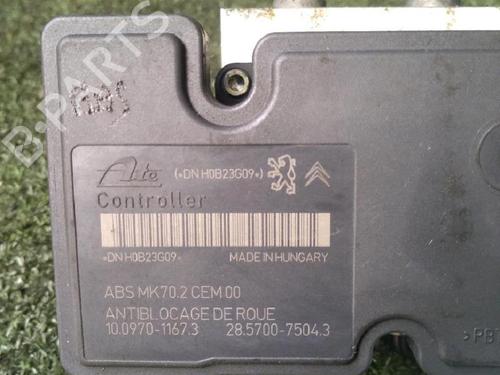 B-PARTS
ABS
Ate (*DN H0B23G09*)
Controller
*DN H0B23G09* MADE IN HUNGARY
ABS MK70.2 CEM 00
ANTIBLOCAGE DE ROUE
10.0970-1167.3 28.5700-7504.3